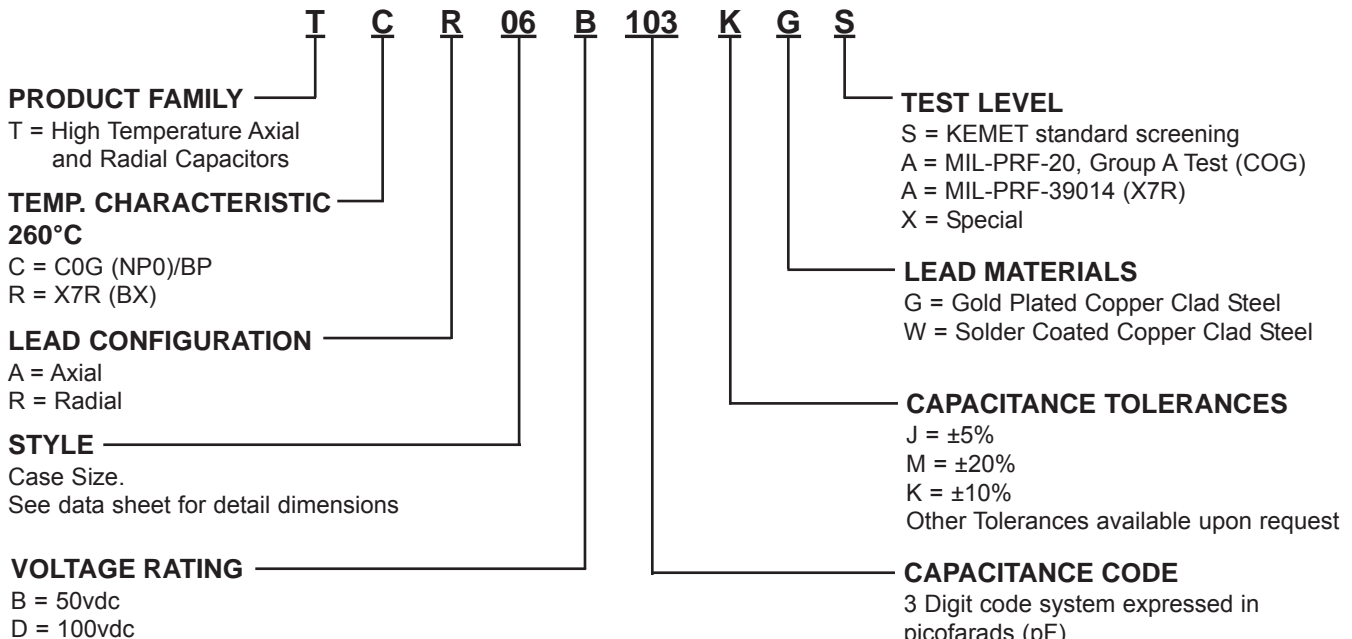 T C R 06 B 103 K G S
PRODUCT FAMILY
T = High Temperature Axial
and Radial Capacitors
TEMP. CHARACTERISTIC
260°C
C = C0G (NP0)/BP
R = X7R (BX)
LEAD CONFIGURATION
A = Axial
R = Radial
STYLE
Case Size.
See data sheet for detail dimensions
VOLTAGE RATING
B = 50vdc
D = 100vdc
TEST LEVEL
S = KEMET standard screening
A = MIL-PRF-20, Group A Test (COG)
A = MIL-PRF-39014 (X7R)
X = Special
LEAD MATERIALS
G = Gold Plated Copper Clad Steel
W = Solder Coated Copper Clad Steel
CAPACITANCE TOLERANCES
J = ±5%
M = ±20%
K = ±10%
Other Tolerances available upon request
CAPACITANCE CODE
3 Digit code system expressed in
picofarads (pF)